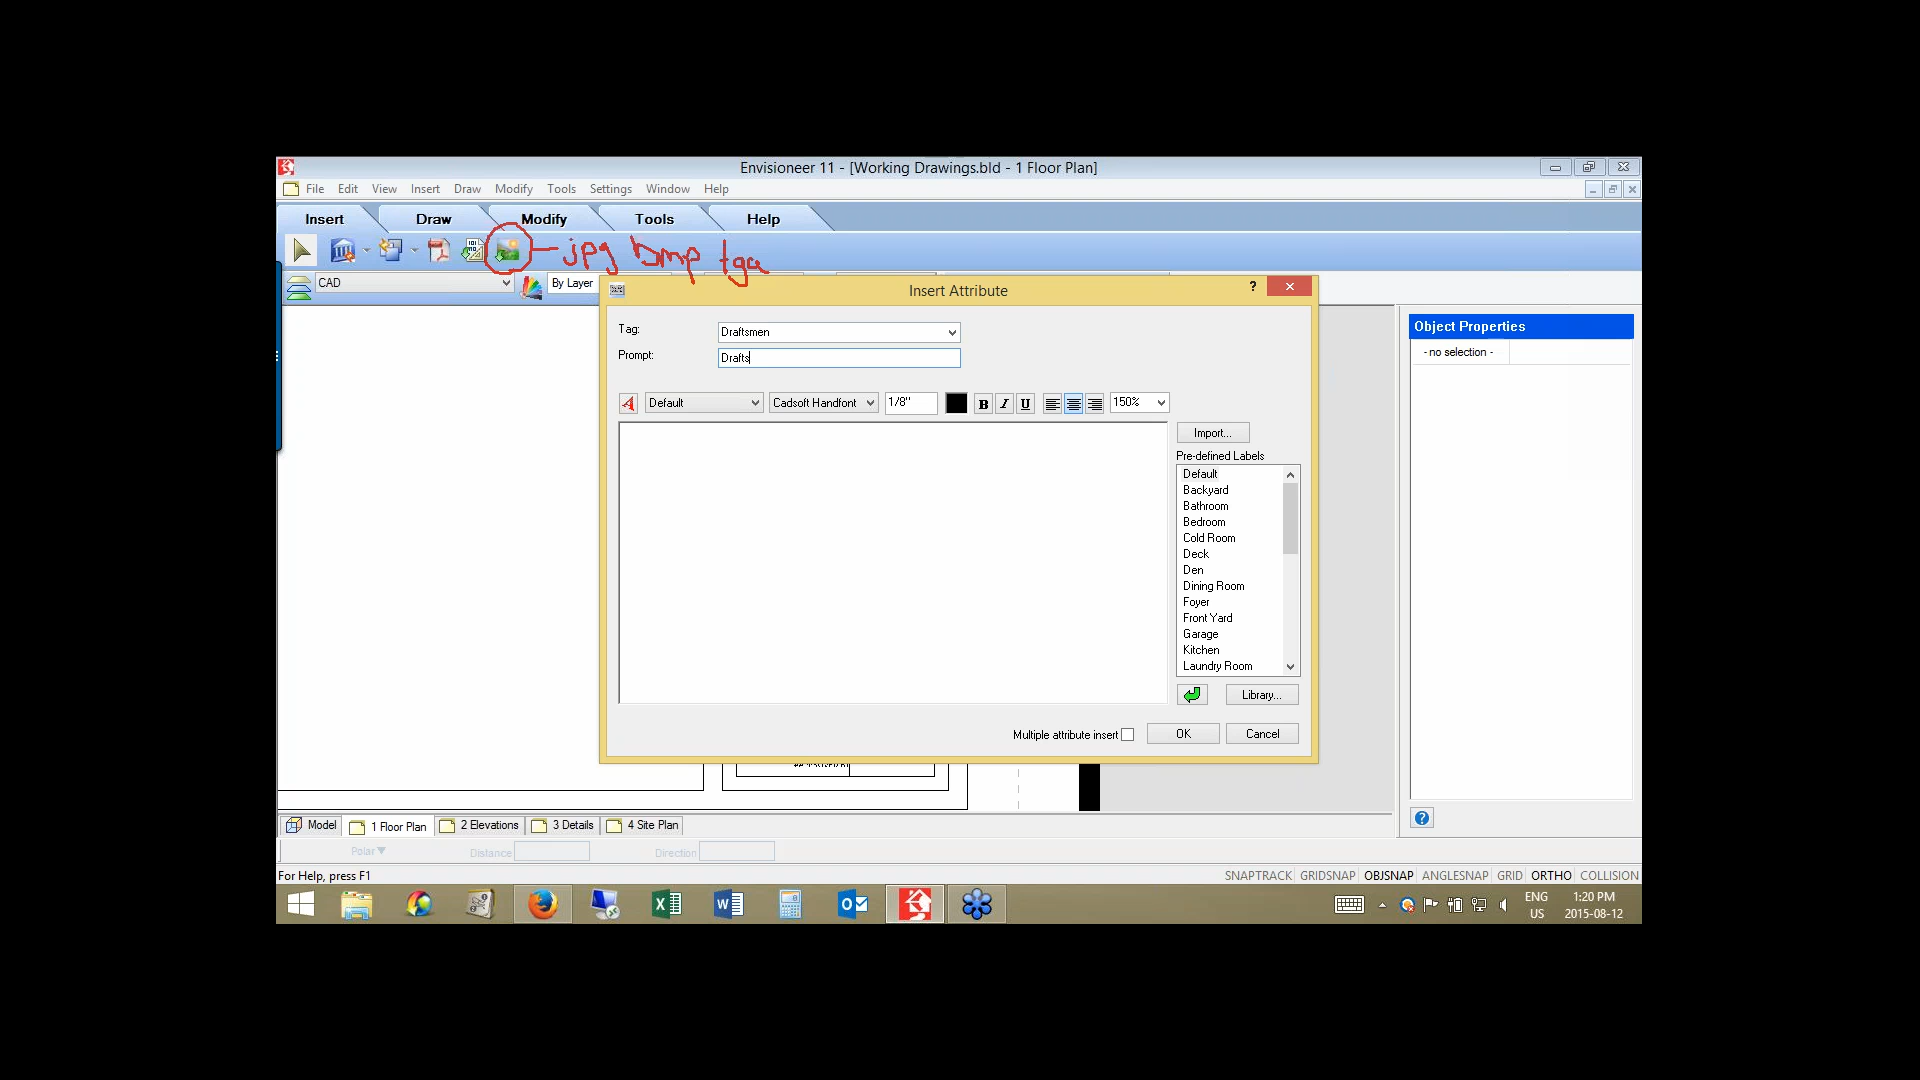 Envisioneer 11 - [Working Drawings.bld - 1 Floor Plan]
File Edit View Insert Draw Modify Tools Settings Window Help
Insert Draw Modify Tools Help
jpg bmp tga
CAD By Layer
Insert Attribute
?
Tag: Draftsmen
Prompt: Drafts
Object Properties
- no selection -
A Default Cadsoft Handfont 1/8" B I U 150%
Import...
Pre-defined Labels
Default
Backyard
Bathroom
Bedroom
Cold Room
Deck
Den
Dining Room
Foyer
Front Yard
Garage
Kitchen
Laundry Room
Library...
Multiple attribute insert OK Cancel
Model 1 Floor Plan 2 Elevations 3 Details 4 Site Plan
Polar Distance Direction
For Help, press F1 SNAPTRACK GRIDSNAP OBJSNAP ANGLESNAP GRID ORTHO COLLISION
ENG 1:20 PM
US 2015-08-12